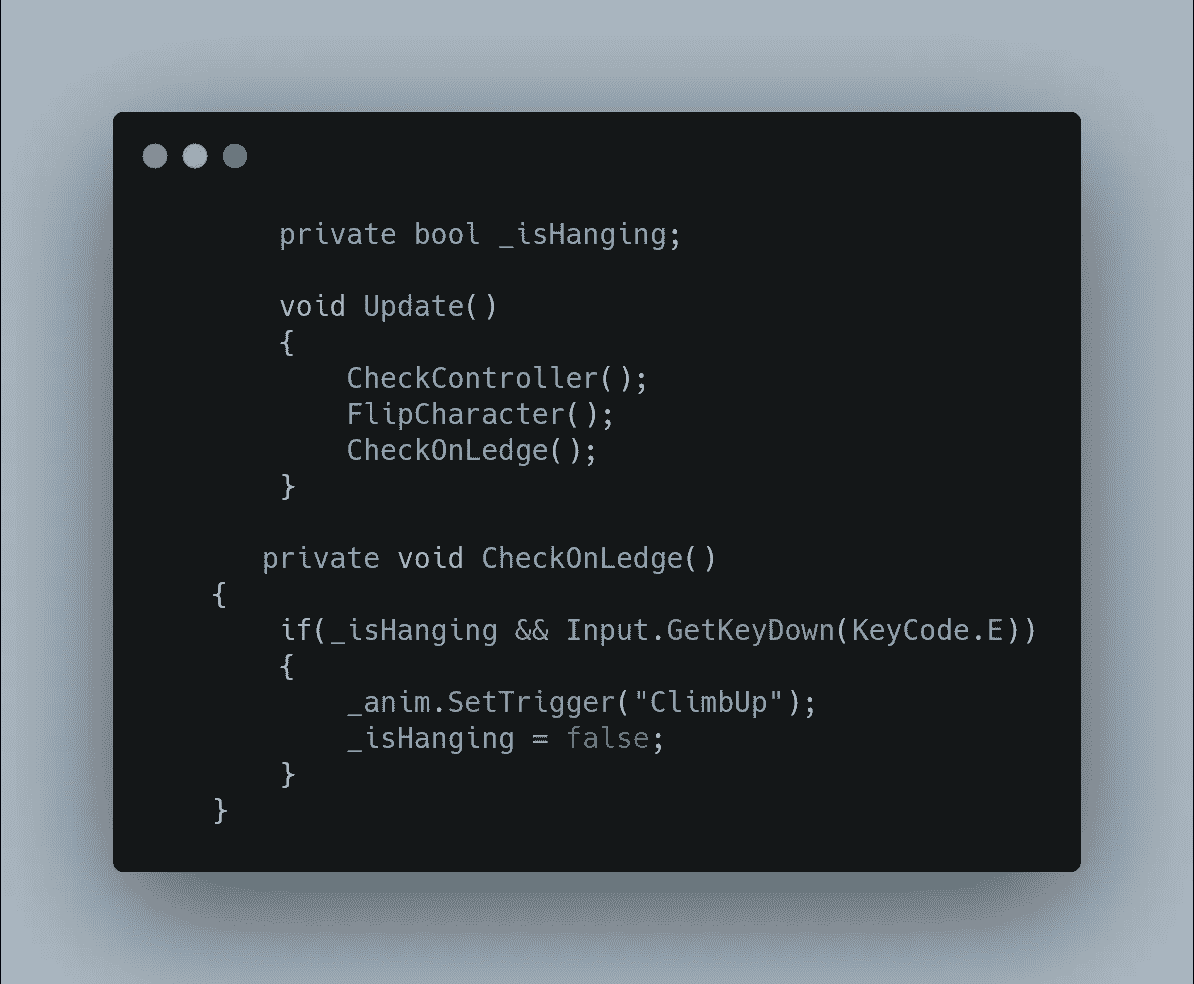 private bool _isHanging;
void Update()
{
CheckController();
FlipCharacter();
CheckOnLedge();
}
private void CheckOnLedge()
{
if(_isHanging && Input.GetKeyDown(KeyCode.E))
{
_anim.SetTrigger("ClimbUp");
_isHanging = false;
}
}